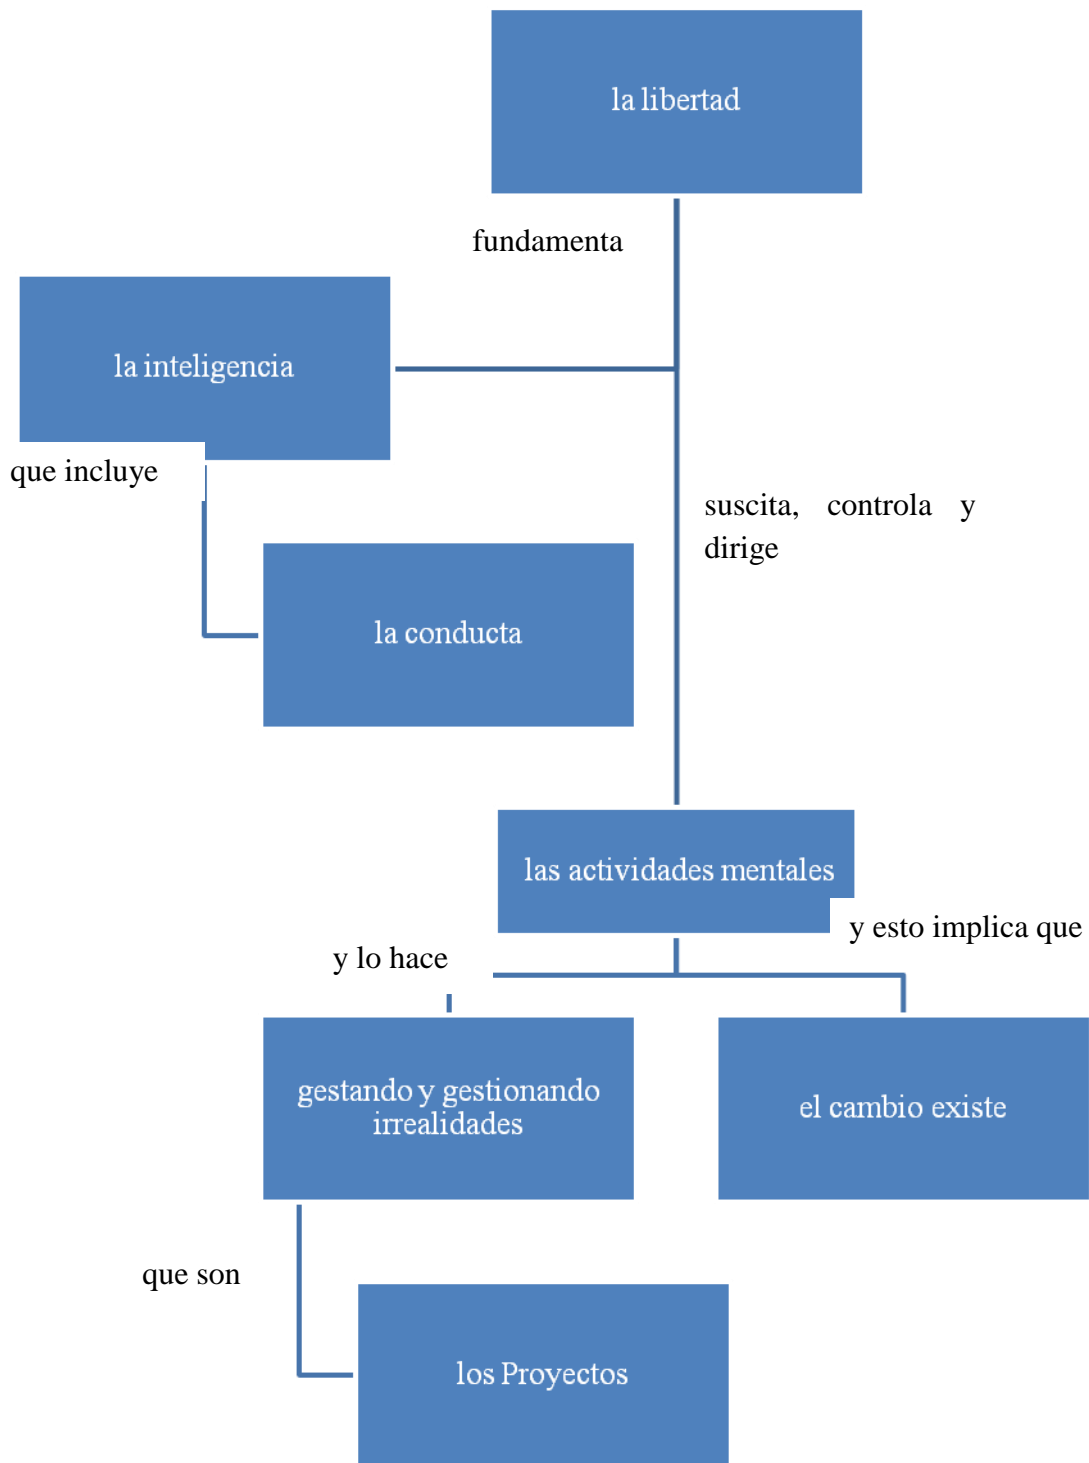 la libertad
fundamenta
la inteligencia
que incluye
suscita, controla y
dirige
la conducta
las actividades mentales
y esto implica que
y lo hace
gestando y gestionando
irrealidades
el cambio existe
que son
los Proyectos